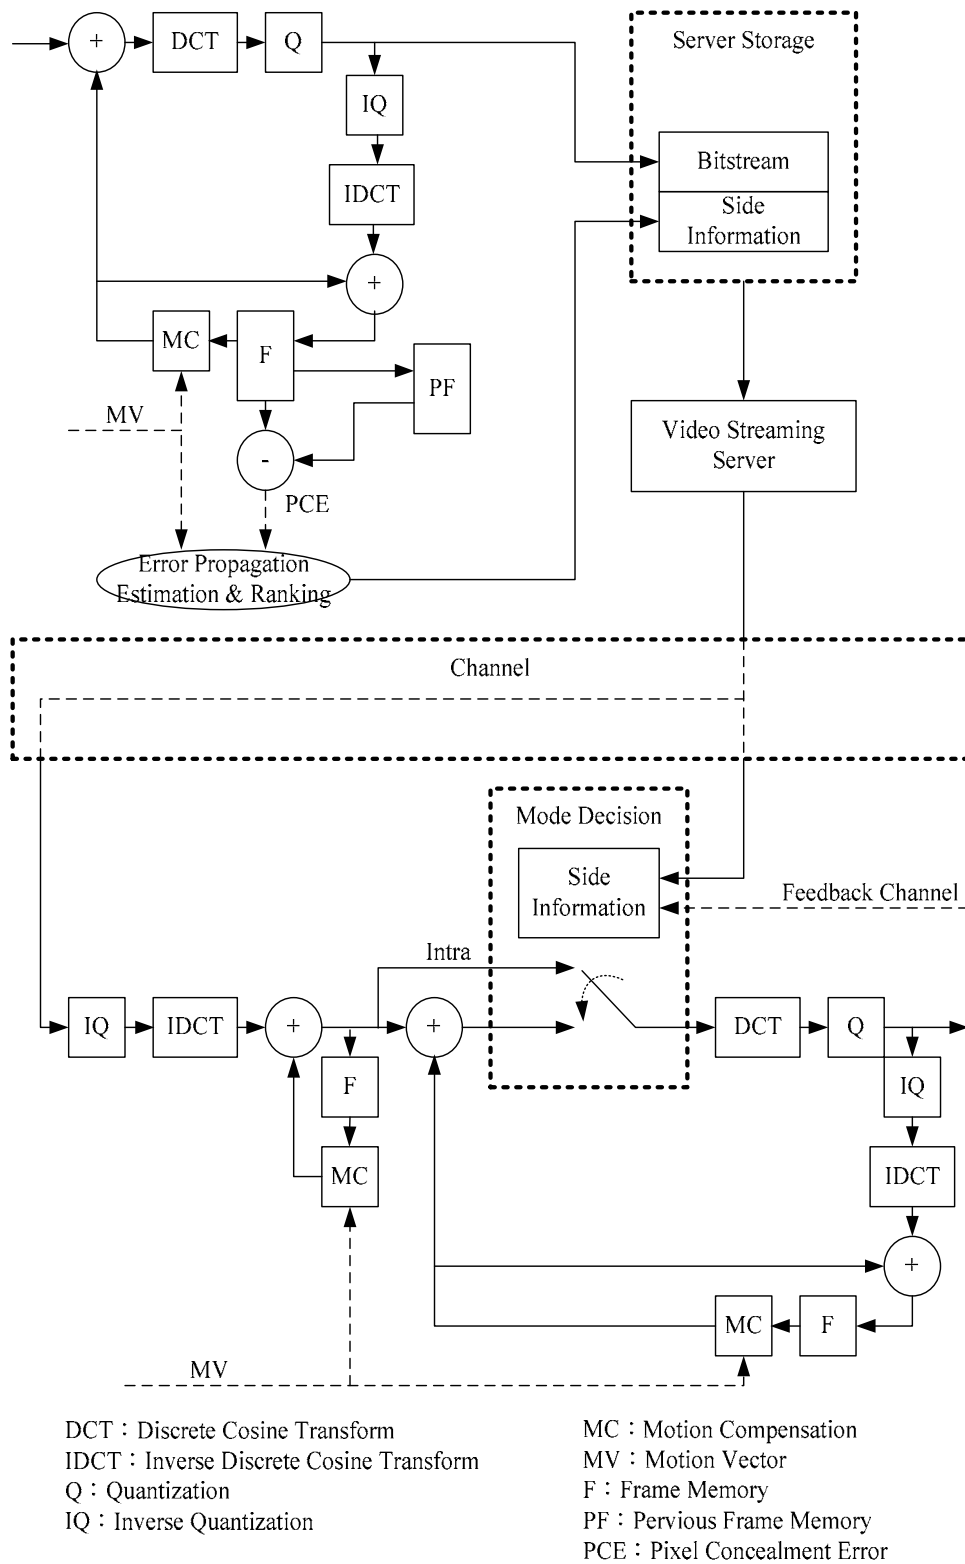 +
DCT
Q
Server Storage
IQ
Bitstream
IDCT
Side
Information
+
MC
F
PF
MV
Video Streaming
Server
-
PCE
Error Propagation
Estimation & Ranking
Channel
Mode Decision
Side
Information
Feedback Channel
Intra
IQ
IDCT
+
+
DCT
Q
F
IQ
MC
IDCT
+
MC
F
MV
DCT：Discrete Cosine Transform
IDCT：Inverse Discrete Cosine Transform
Q：Quantization
IQ：Inverse Quantization
MC：Motion Compensation
MV：Motion Vector
F：Frame Memory
PF：Pervious Frame Memory
PCE：Pixel Concealment Error